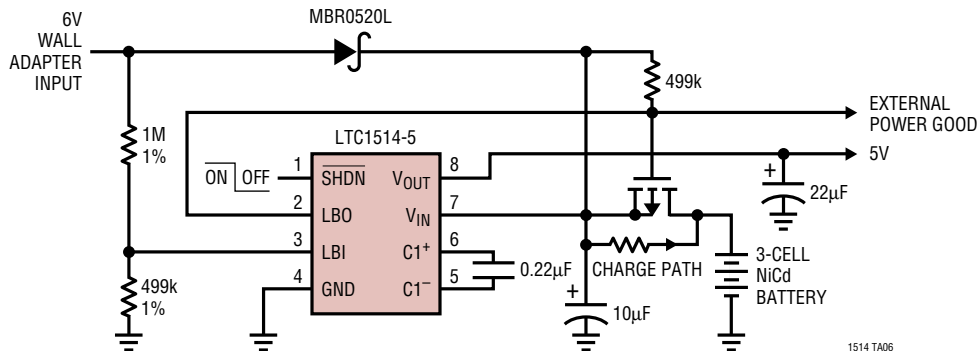 6V
WALL
ADAPTER
INPUT
MBR0520L
499k
EXTERNAL
POWER GOOD
1M
1%
LTC1514-5
5V
ON OFF
1
SHDN
VOUT
8
2
LBO
VIN
7
3
LBI
C1+
6
4
GND
C1–
5
0.22µF
CHARGE PATH
+
22µF
3-CELL
NiCd
BATTERY
499k
1%
+
10µF
1514 TA06